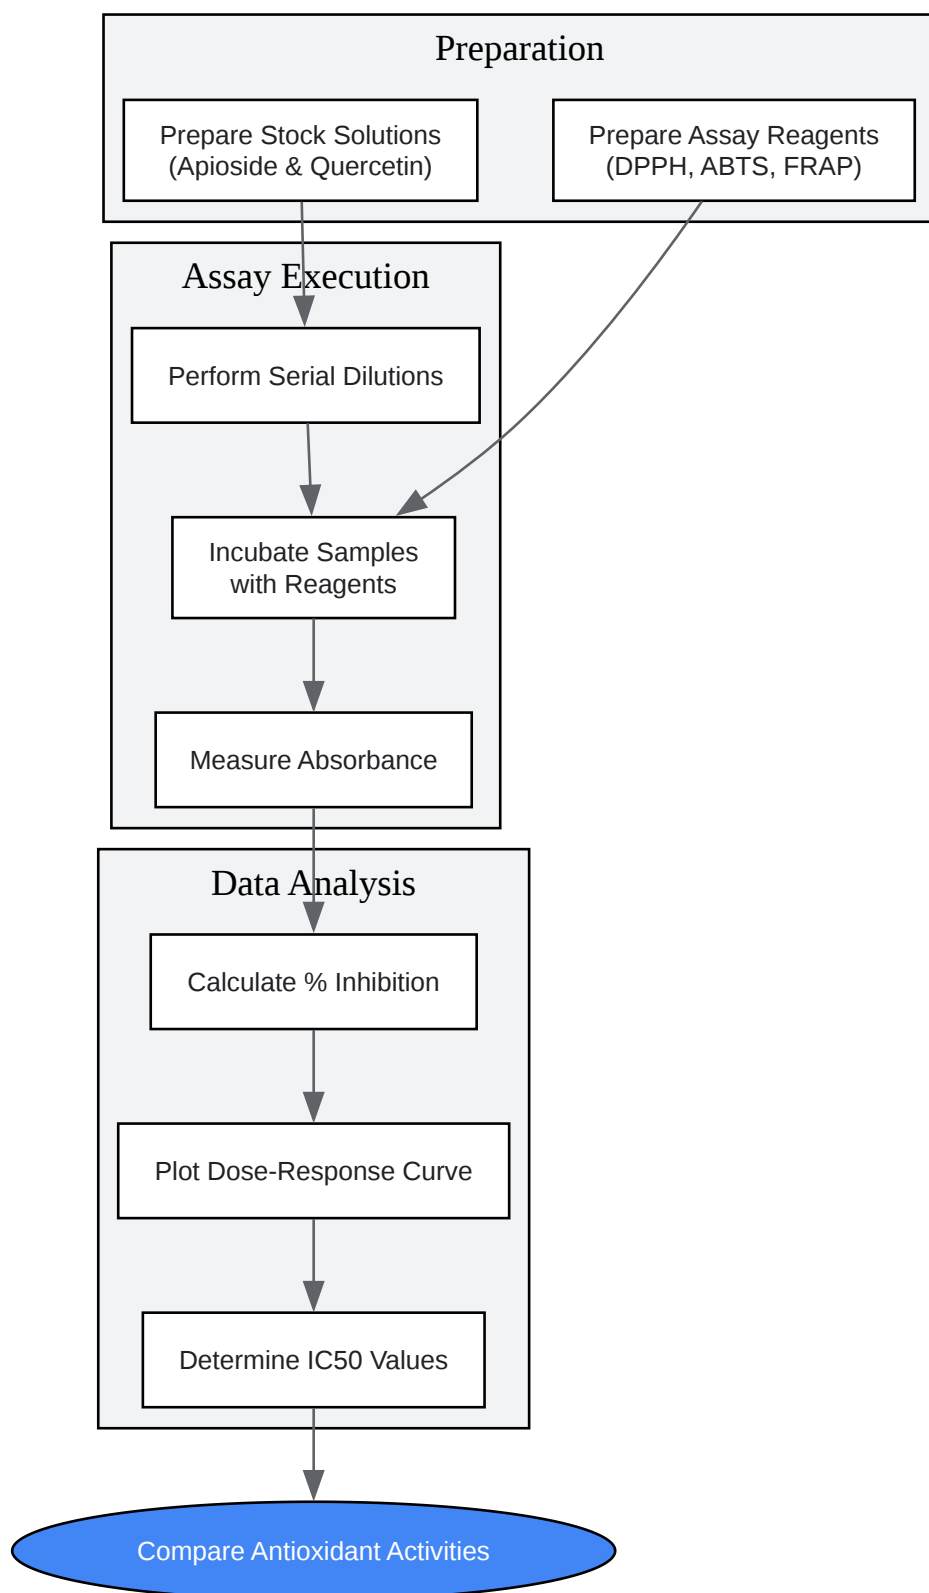 Preparation
Prepare Stock Solutions
(Apioside & Quercetin)
Prepare Assay Reagents
(DPPH, ABTS, FRAP)
Assay Execution
Perform Serial Dilutions
Incubate Samples
with Reagents
Measure Absorbance
Data Analysis
Calculate % Inhibition
Plot Dose-Response Curve
Determine IC50 Values
Compare Antioxidant Activities